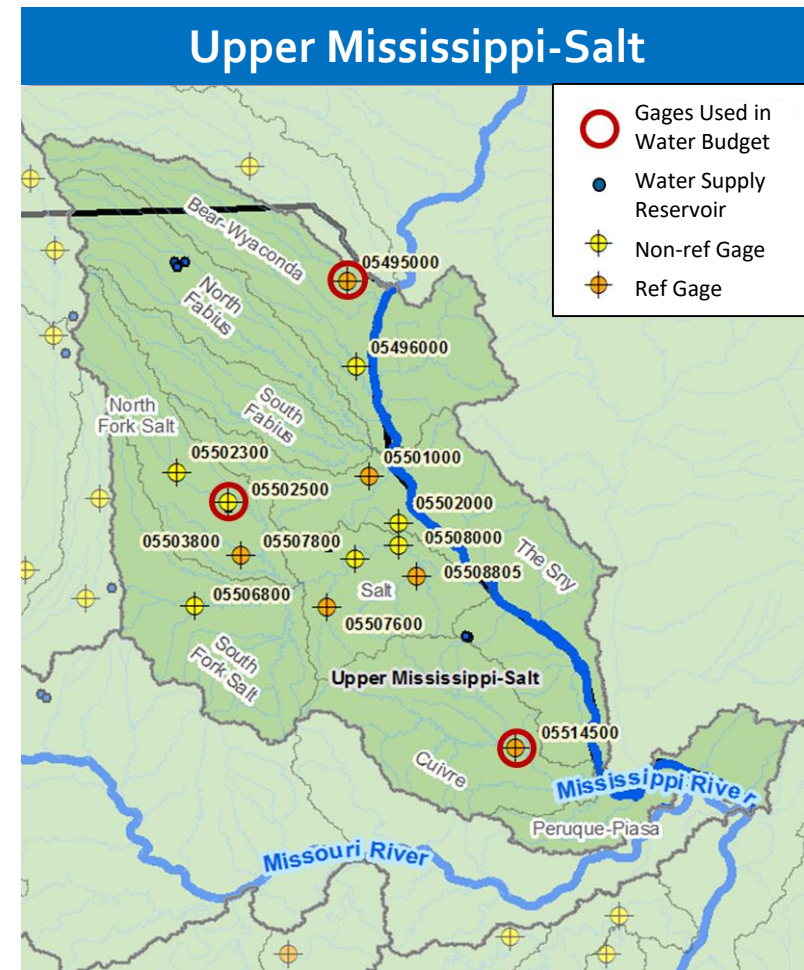 Upper Mississippi-Salt
Gages Used in
Water Budget
Water Supply
Reservoir
Non-ref Gage
Ref Gage
Bear-Wyaconda
05495000
North
Fabius
05496000
South
Fabius
North
Fork Salt
05502300
05501000
05502500
05502000
05503800
05507800
05508000
The Sny
05508805
05506800
Salt
05507600
South
Fork Salt
Upper Mississippi-Salt
05514500
Cuivre
Mississippi River
Peruque-Piasa
Missouri River